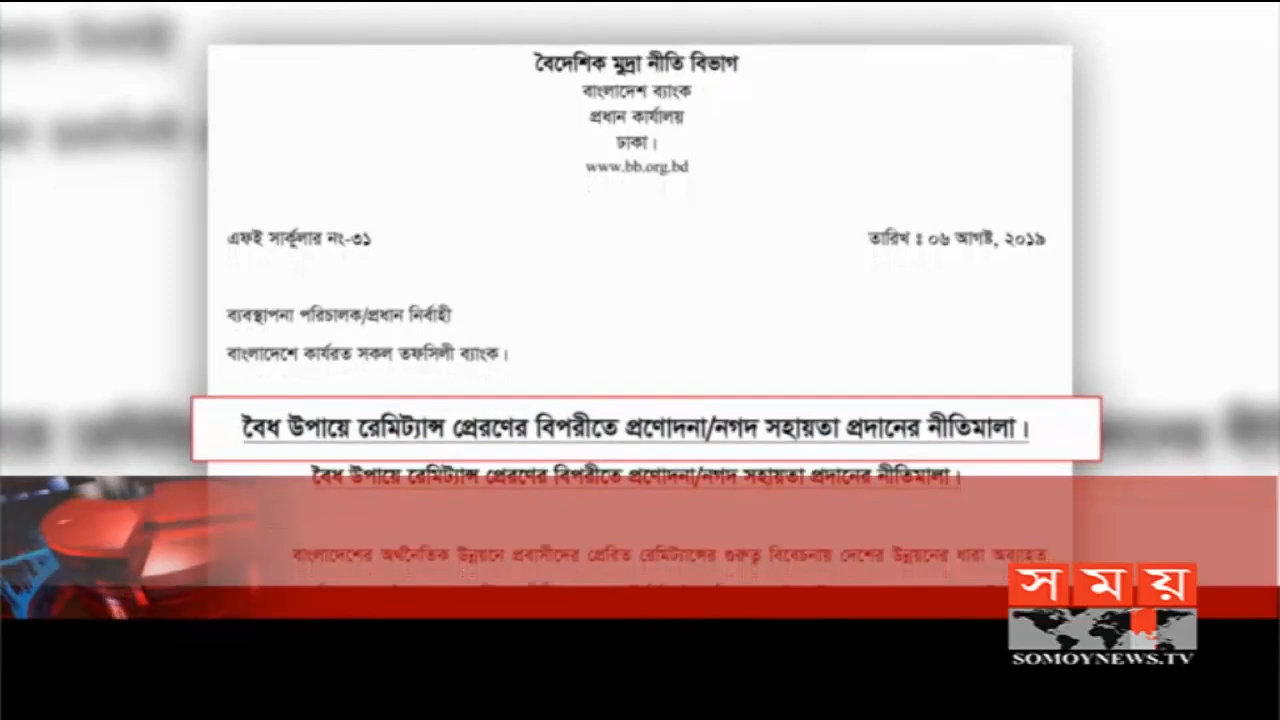 বৈদেশিক মুদ্রা নীতি বিভাগ
বাংলাদেশ ব্যাংক
প্রধান কার্যালয়
ঢাকা।
www.bb.org.bd
এফই সার্কুলার নং-৩১
তারিখ ঃ ০৬ আগষ্ট, ২০১৯
ব্যবস্থাপনা পরিচালক/প্রধান নির্বাহী
বাংলাদেশে কার্যরত সকল তফসিলী ব্যাংক।
বৈধ উপায়ে রেমিট্যান্স প্রেরণের বিপরীতে প্রণোদনা/নগদ সহায়তা প্রদানের নীতিমালা।
বৈধ উপায়ে রেমিট্যান্স প্রেরণের বিপরীতে প্রণোদনা/নগদ সহায়তা প্রদানের নীতিমালা।
বাংলাদেশের অর্থনৈতিক উন্নয়নে প্রবাসীদের প্রেরিত রেমিট্যান্সের গুরুত্ব বিবেচনায় দেশের উন্নয়নের ধারা অব্যাহত
সময়
SOMOYNEWS.TV